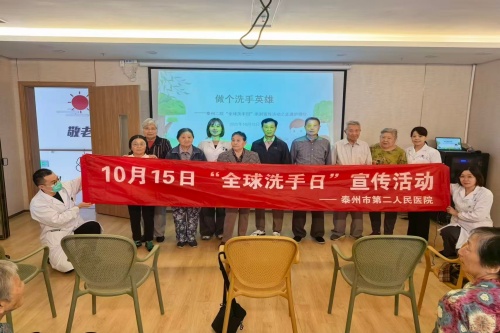 做个洗手英雄
敬老
10月15日 “全球洗手日” 宣传活动
—— 泰州市第二人民医院